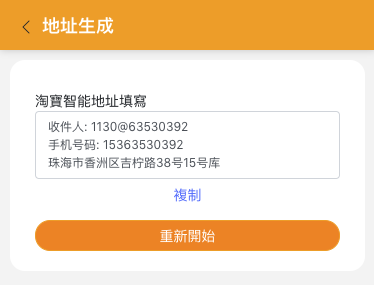 地址生成
淘寶智能地址填寫
收件人: 1130@63530392
手机号码: 15363530392
珠海市香洲区吉柠路38号15号库
複制
重新開始